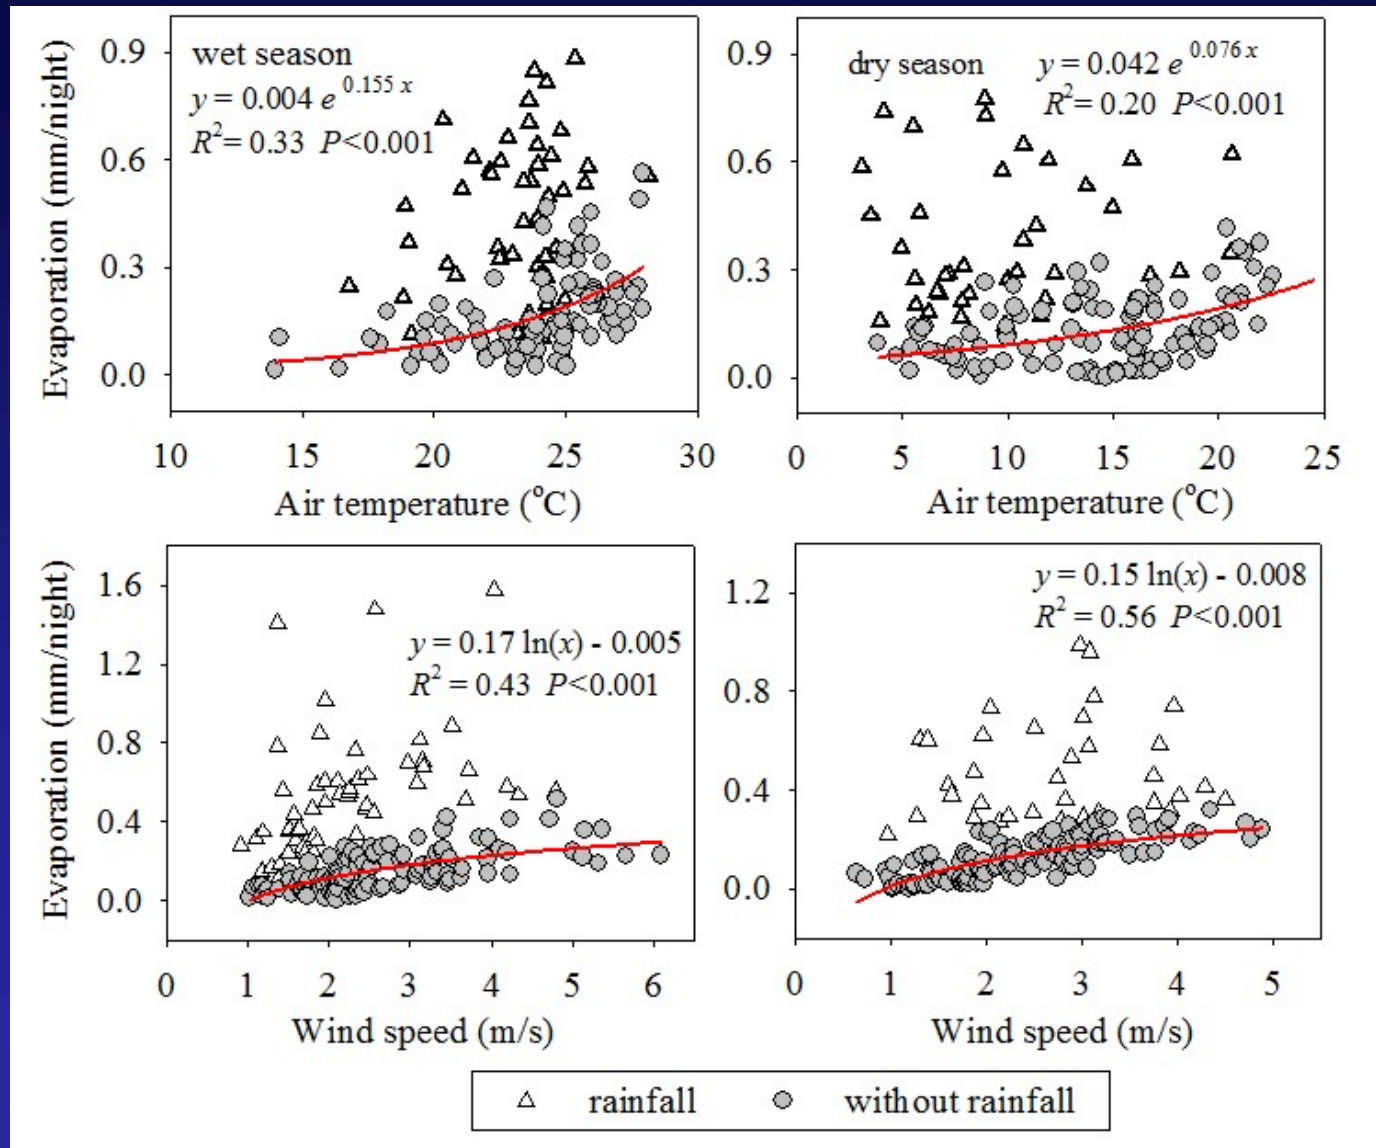 wet season
y = 0.004 e^0.155 x
R²= 0.33 P<0.001
Evaporation (mm/night)
0.9
0.6
0.3
0.0
10 15 20 25 30
Air temperature (°C)
dry season
y = 0.042 e^0.076 x
R²= 0.20 P<0.001
0.9
0.6
0.3
0.0
0 5 10 15 20 25
Air temperature (°C)
y = 0.17 ln(x) - 0.005
R² = 0.43 P<0.001
Evaporation (mm/night)
1.6
1.2
0.8
0.4
0.0
0 1 2 3 4 5 6
Wind speed (m/s)
y = 0.15 ln(x) - 0.008
R² = 0.56 P<0.001
1.2
0.8
0.4
0.0
0 1 2 3 4 5
Wind speed (m/s)
rainfall without rainfall